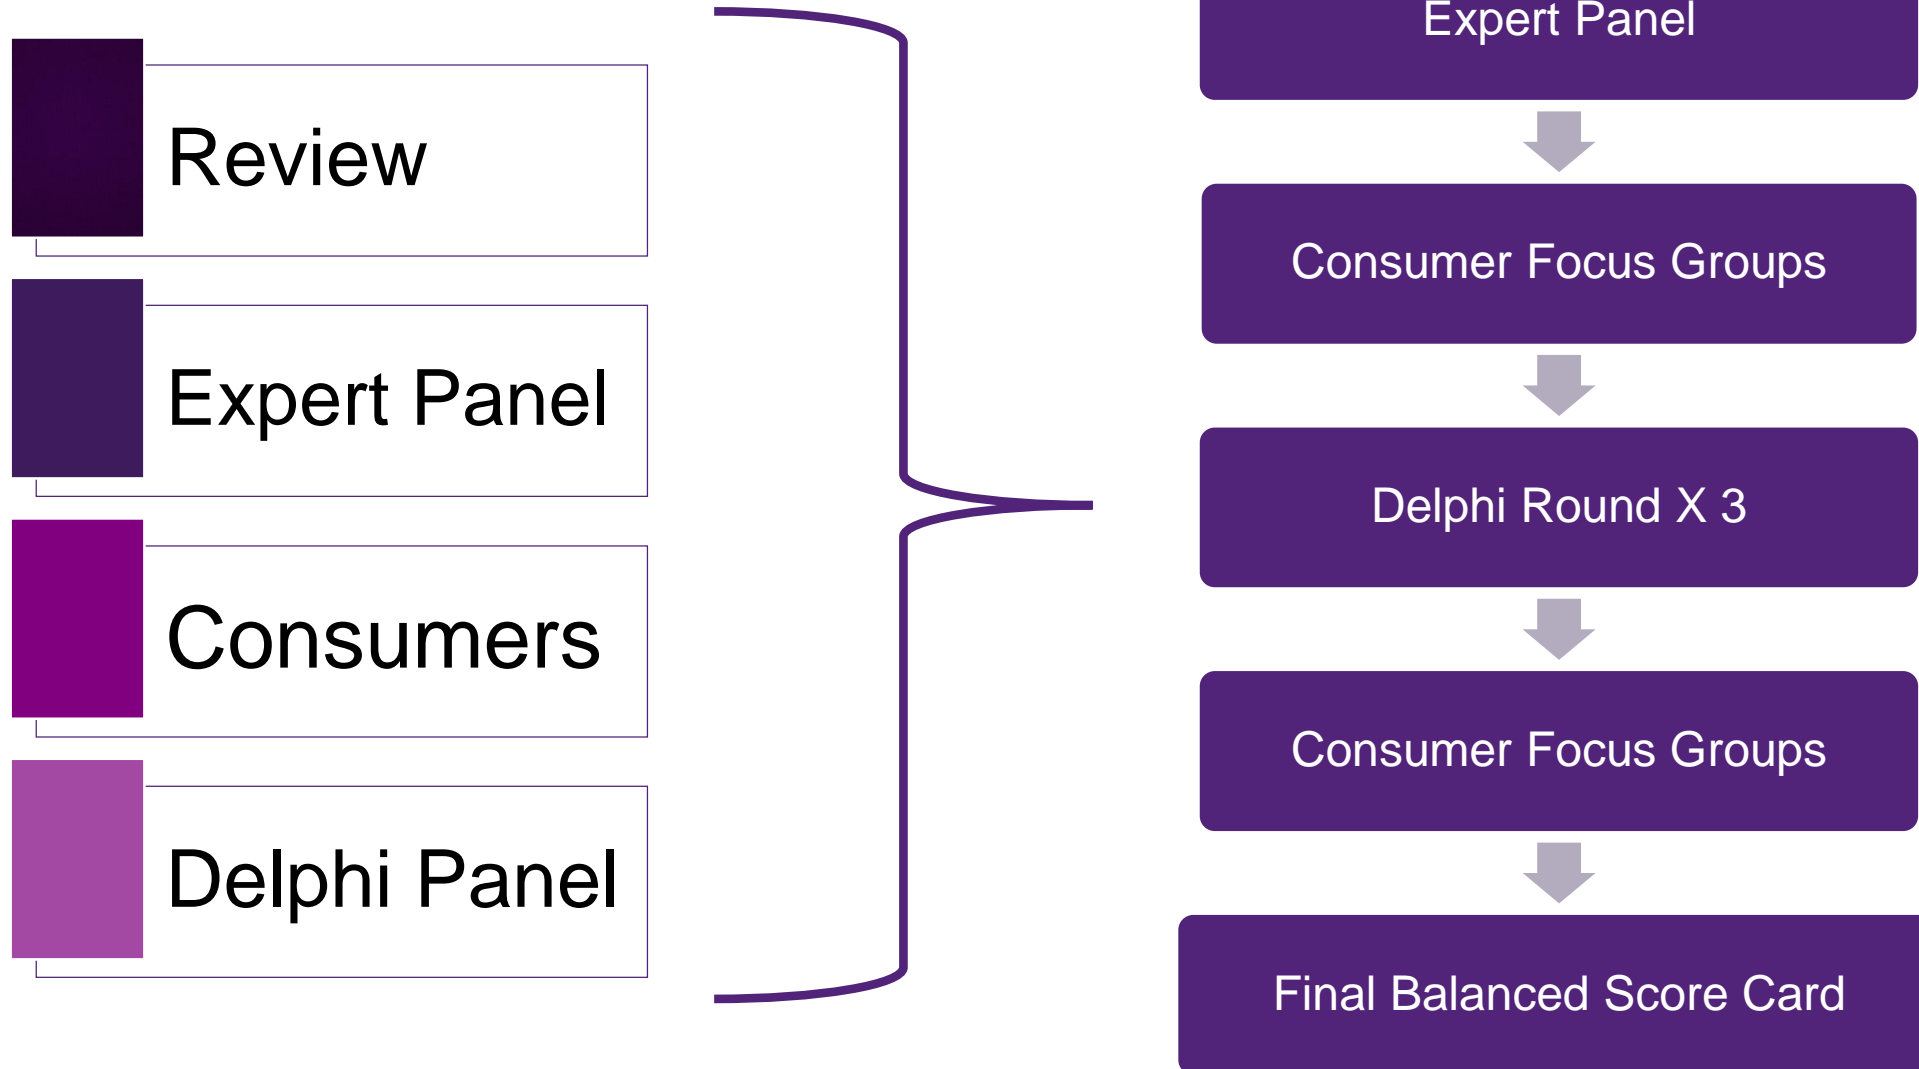 Review
Expert Panel
Consumers
Delphi Panel
Expert Panel
Consumer Focus Groups
Delphi Round X 3
Consumer Focus Groups
Final Balanced Score Card